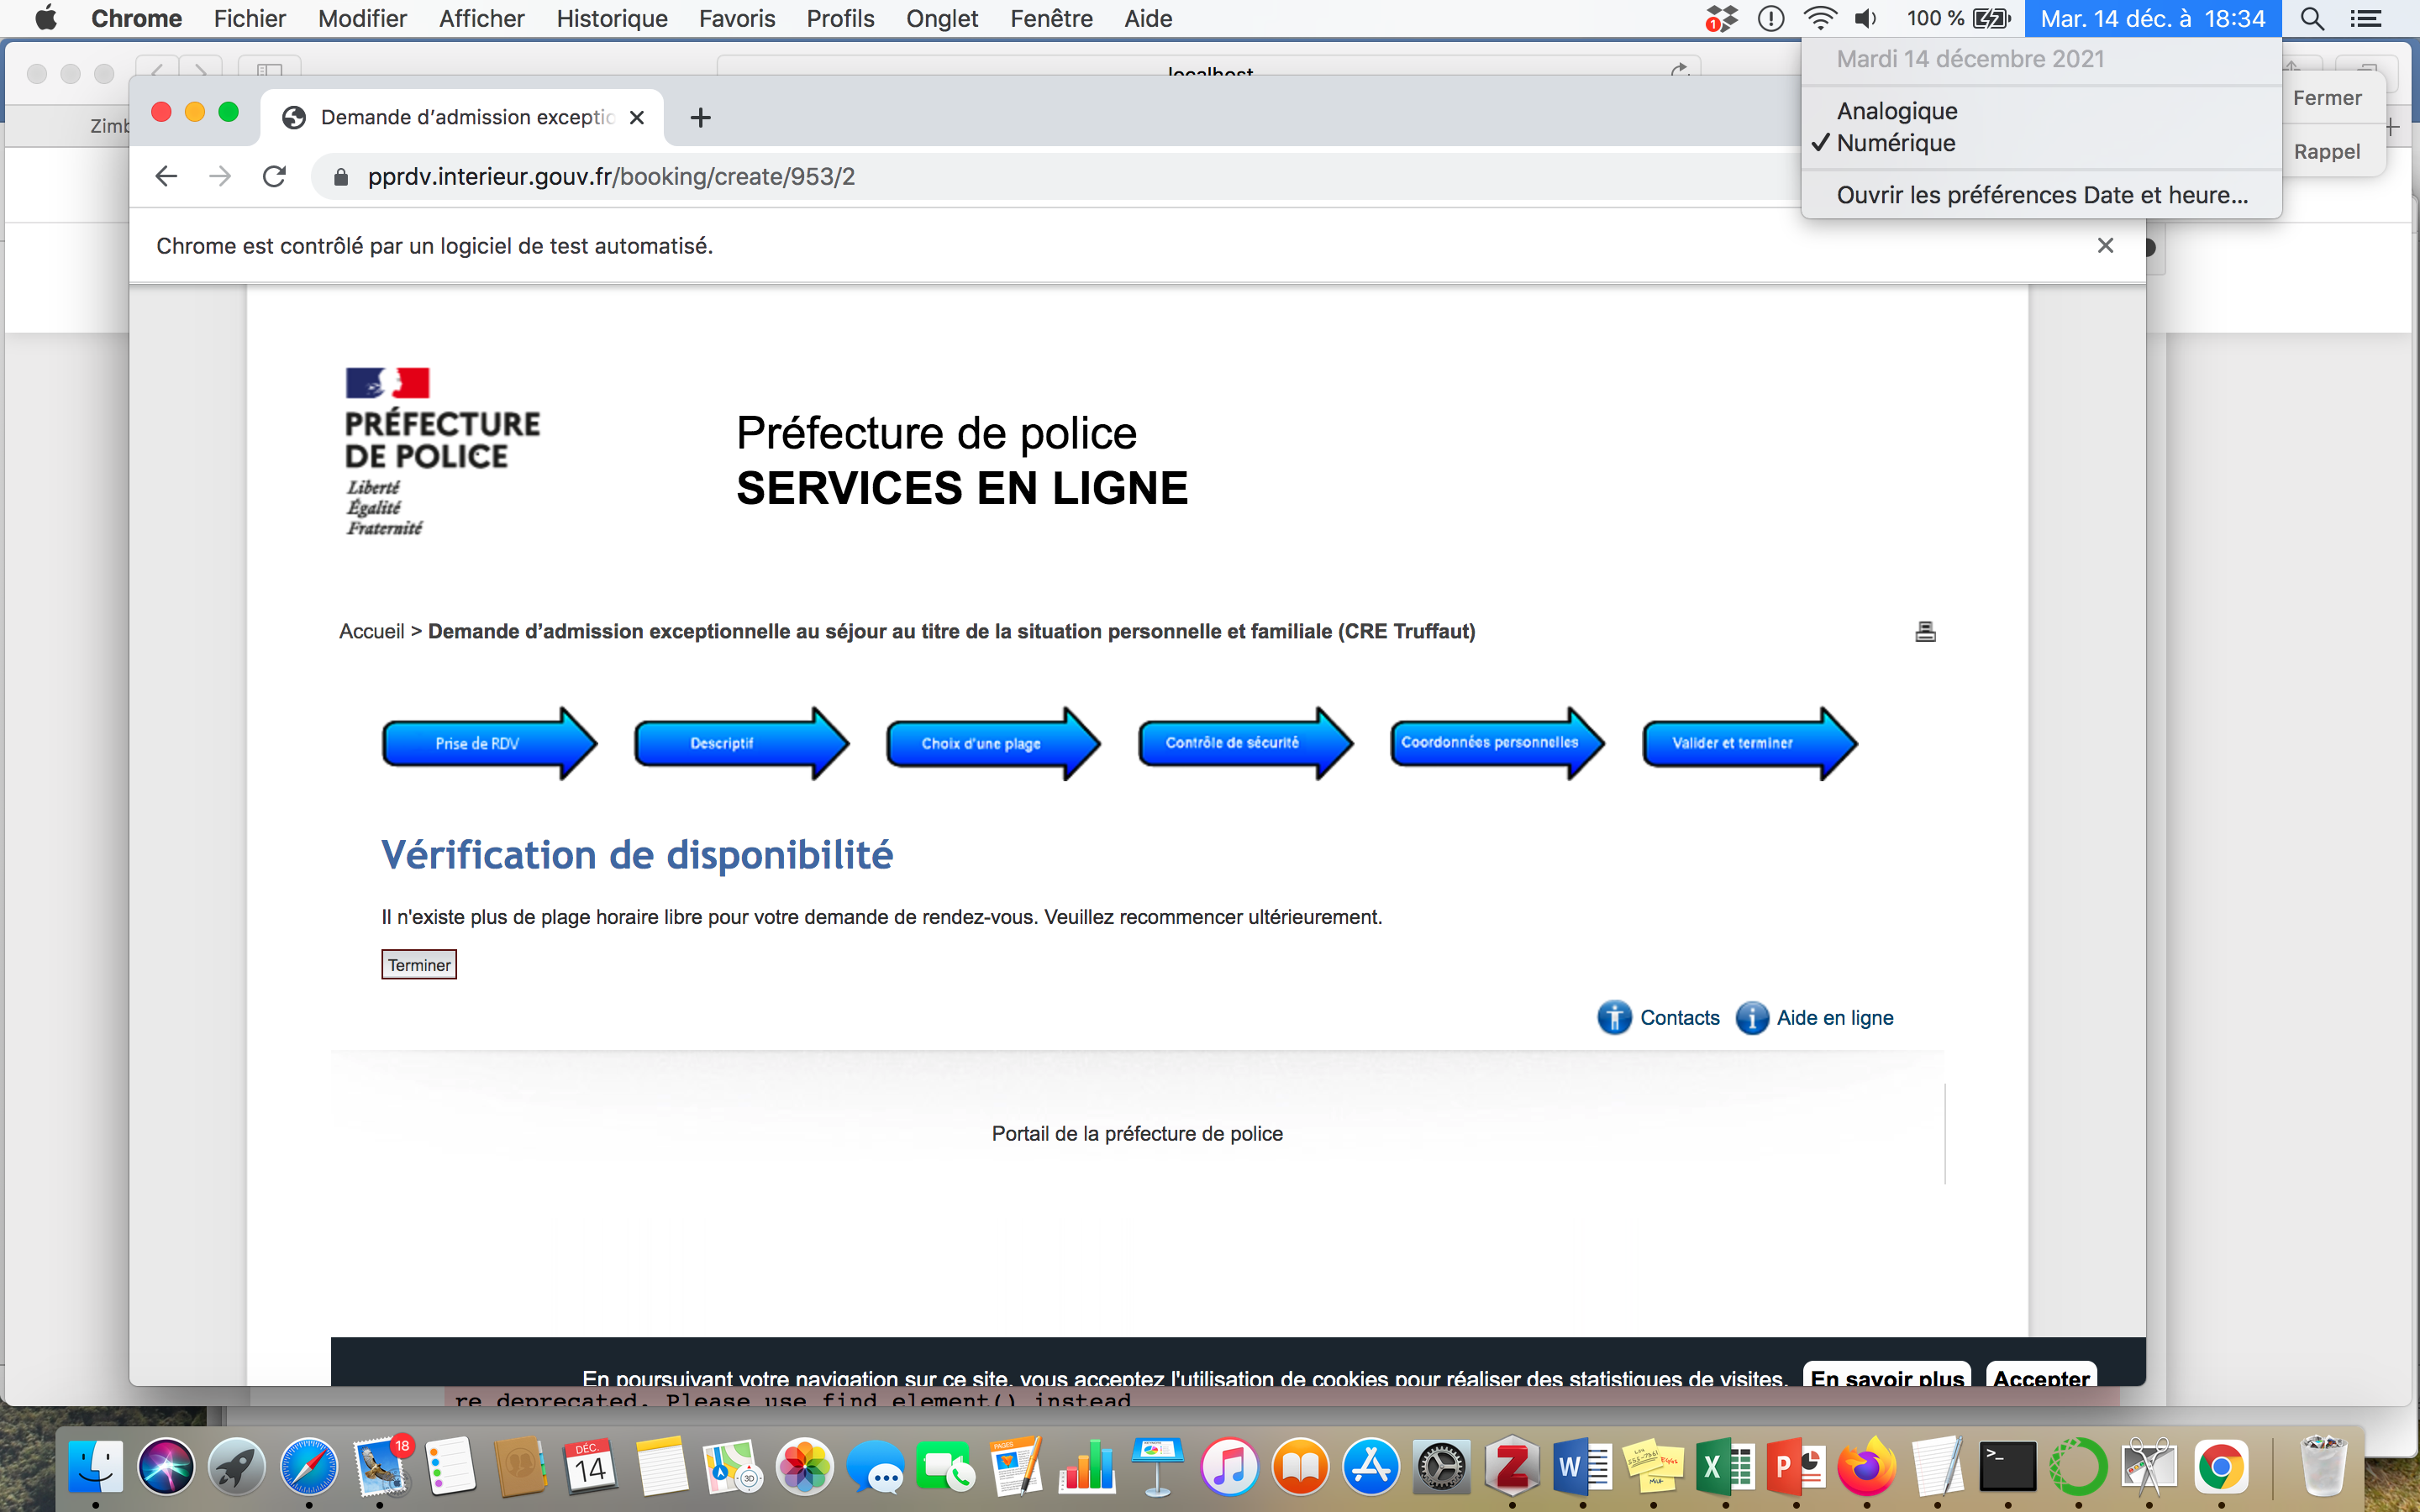 Chrome Fichier Modifier Afficher Historique Favoris Profils Onglet Fenêtre Aide 1 100 % Mar. 14 déc. à 18:34
Mardi 14 décembre 2021
Analogique
✓ Numérique
Ouvrir les préférences Date et heure...
Fermer
Rappel
localhost
Zimb
Demande d’admission exceptio
pprdv.interieur.gouv.fr/booking/create/953/2
Chrome est contrôlé par un logiciel de test automatisé.
PRÉFECTURE
DE POLICE
Liberté
Égalité
Fraternité
Préfecture de police
SERVICES EN LIGNE
Accueil > Demande d’admission exceptionnelle au séjour au titre de la situation personnelle et familiale (CRE Truffaut)
Prise de RDV
Descriptif
Choix d'une plage
Contrôle de sécurité
Coordonnées personnelles
Valider et terminer
Vérification de disponibilité
Il n'existe plus de plage horaire libre pour votre demande de rendez-vous. Veuillez recommencer ultérieurement.
Terminer
Contacts
Aide en ligne
Portail de la préfecture de police
En poursuivant votre navigation sur ce site, vous acceptez l'utilisation de cookies pour réaliser des statistiques de visites. En savoir plus Accepter
re deprecated. Please use find_element() instead
18
DÉC.
14
3D
PAGES
Z
W
X
P
>_